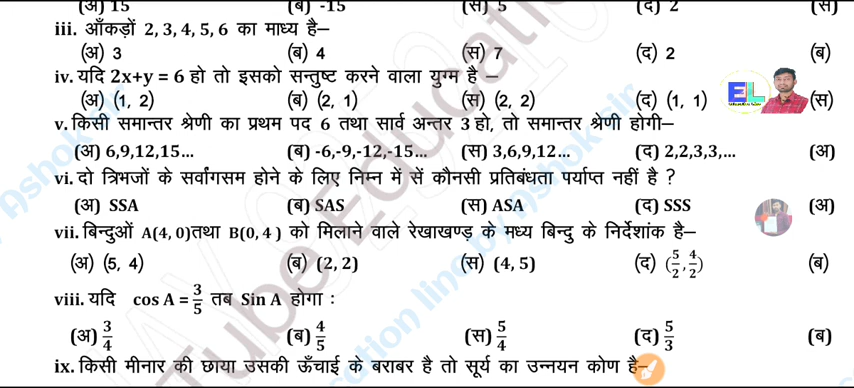 (अ) 15 (ब) -15 (स) 5 (द) 2 (स)
iii. आँकड़ों 2, 3, 4, 5, 6 का माध्य है—
(अ) 3 (ब) 4 (स) 7 (द) 2 (ब)
iv. यदि 2x+y = 6 हो तो इसको सन्तुष्ट करने वाला युग्म है –
(अ) (1, 2) (ब) (2, 1) (स) (2, 2) (द) (1, 1) EL (स)
v. किसी समान्तर श्रेणी का प्रथम पद 6 तथा सार्व अन्तर 3 हो, तो समान्तर श्रेणी होगी—
(अ) 6,9,12,15... (ब) -6,-9,-12,-15... (स) 3,6,9,12... (द) 2,2,3,3,... (अ)
vi. दो त्रिभजों के सर्वांगसम होने के लिए निम्न में सें कौनसी प्रतिबंधता पर्याप्त नहीं है ?
(अ) SSA (ब) SAS (स) ASA (द) SSS (अ)
vii. बिन्दुओं A(4, 0)तथा B(0, 4 ) को मिलाने वाले रेखाखण्ड के मध्य बिन्दु के निर्देशांक है—
(अ) (5, 4) (ब) (2, 2) (स) (4, 5) (द) (5/2, 4/2) (ब)
viii. यदि cos A = 3/5 तब Sin A होगा :
(अ) 3/4 (ब) 4/5 (स) 5/4 (द) 5/3 (ब)
ix. किसी मीनार की छाया उसकी ऊँचाई के बराबर है तो सूर्य का उन्नयन कोण है—